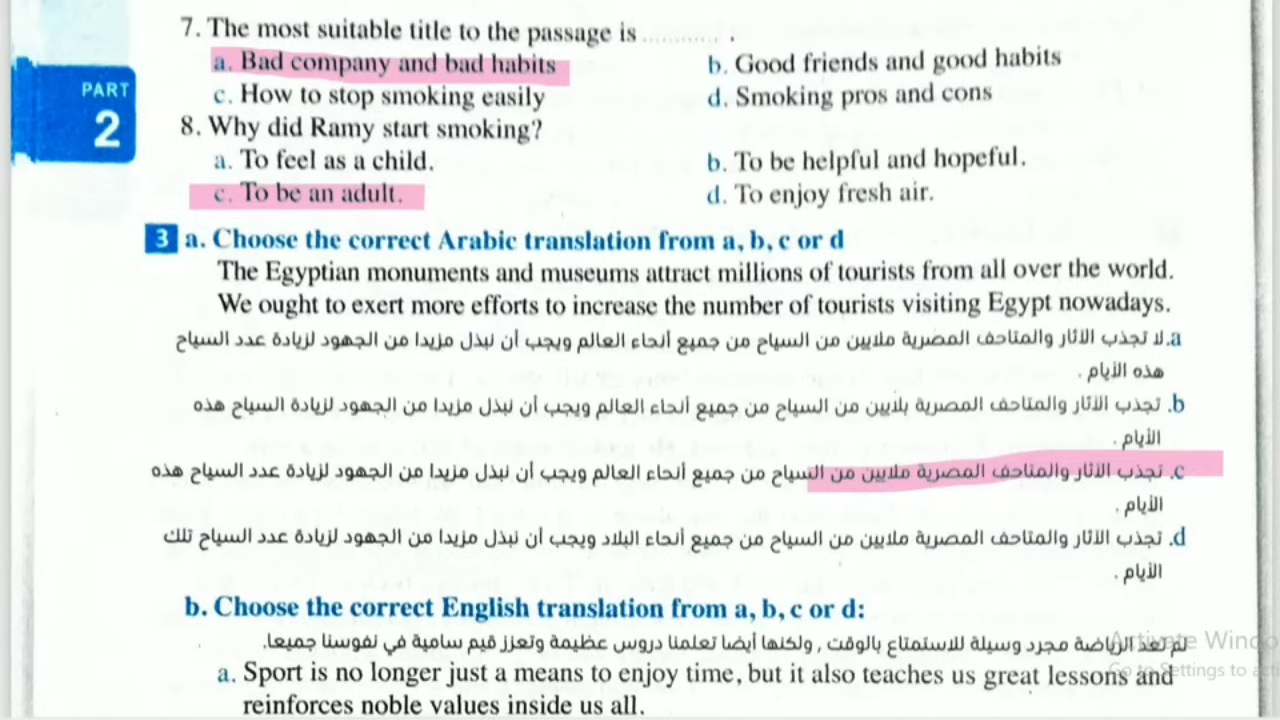 7. The most suitable title to the passage is ........... .
a. Bad company and bad habits
b. Good friends and good habits
c. How to stop smoking easily
d. Smoking pros and cons
PART
2
8. Why did Ramy start smoking?
a. To feel as a child.
b. To be helpful and hopeful.
c. To be an adult.
d. To enjoy fresh air.
3 a. Choose the correct Arabic translation from a, b, c or d
The Egyptian monuments and museums attract millions of tourists from all over the world.
We ought to exert more efforts to increase the number of tourists visiting Egypt nowadays.
a. لا تجذب الآثار والمتاحف المصرية ملايين من السياح من جميع أنحاء العالم ويجب أن نبذل مزيدا من الجهود لزيادة عدد السياح
هذه الأيام .
b. تجذب الآثار والمتاحف المصرية بلايين من السياح من جميع أنحاء العالم ويجب أن نبذل مزيدا من الجهود لزيادة السياح هذه
الأيام .
c. تجذب الآثار والمتاحف المصرية ملايين من السياح من جميع أنحاء العالم ويجب أن نبذل مزيدا من الجهود لزيادة عدد السياح هذه
الأيام .
d. تجذب الآثار والمتاحف المصرية ملايين من السياح من جميع أنحاء البلاد ويجب أن نبذل مزيدا من الجهود لزيادة عدد السياح تلك
الأيام .
b. Choose the correct English translation from a, b, c or d:
لم تعد الرياضة مجرد وسيلة للاستمتاع بالوقت , ولكنها أيضا تعلمنا دروس عظيمة وتعزز قيم سامية في نفوسنا جميعا.
a. Sport is no longer just a means to enjoy time, but it also teaches us great lessons and
reinforces noble values inside us all.
Activate Windo
Go to Settings to acti